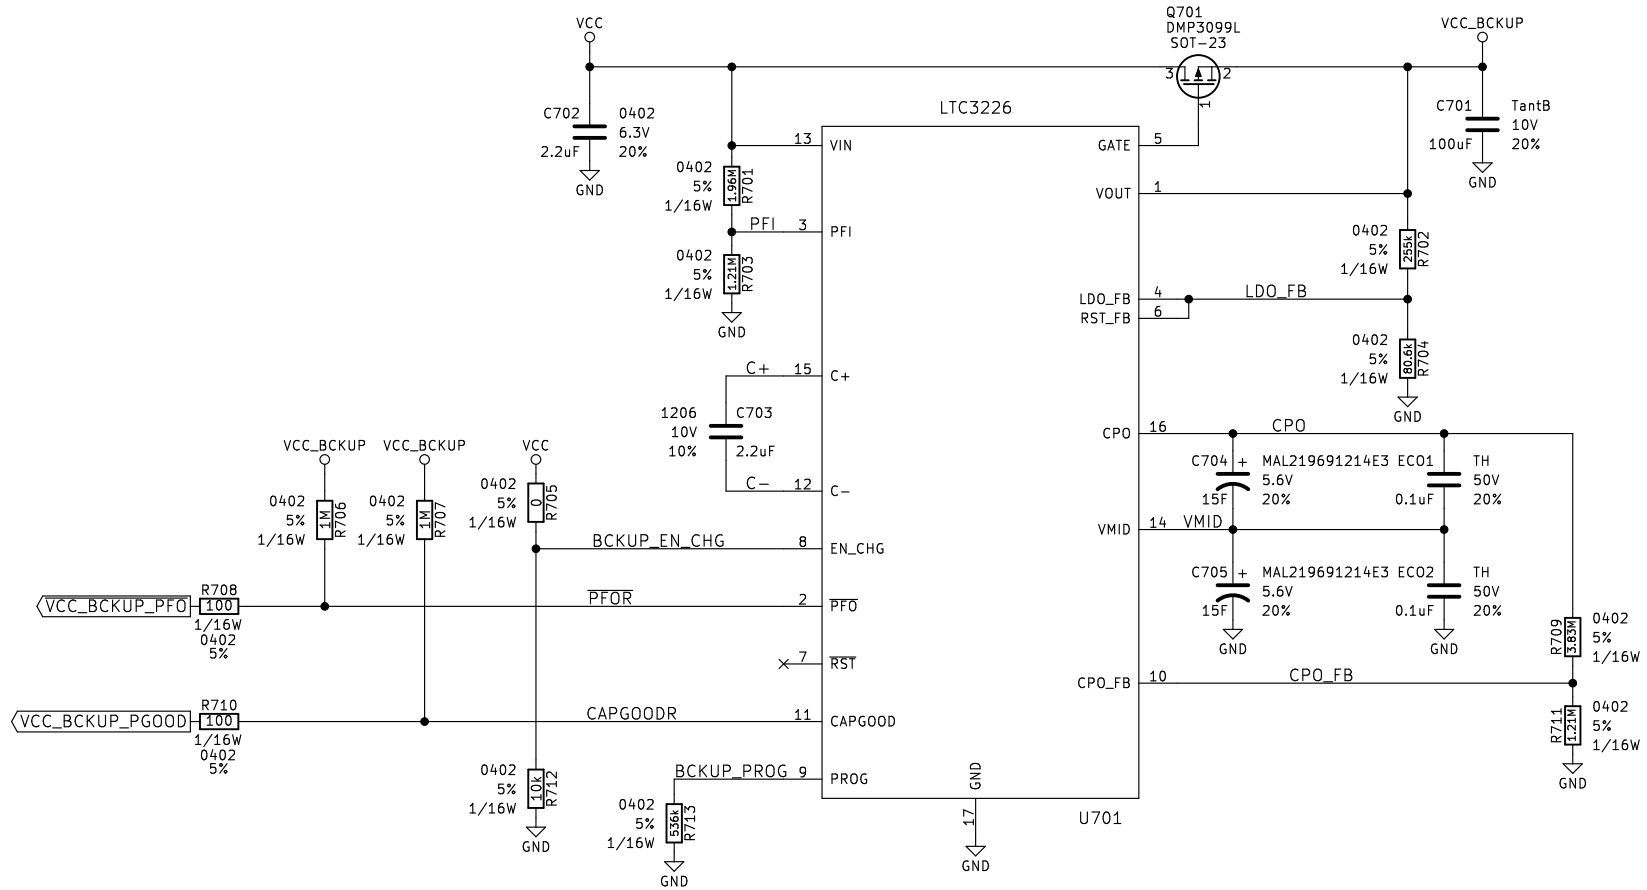 Q701
DMP3099L
SOT-23
VCC
VCC_BCKUP
3
2
1
C702
0402
6.3V
2.2uF
20%
GND
LTC3226
C701
TantB
10V
100uF
20%
GND
13
VIN
GATE
5
0402
5%
1/16W
1.96M
R701
VOUT
1
PFI
3
PFI
0402
5%
1/16W
255k
R702
0402
5%
1/16W
1.21M
R703
GND
LDO_FB
4
LDO_FB
RST_FB
6
0402
5%
1/16W
80.6k
R704
GND
C+
15
C+
1206
10V
10%
C703
2.2uF
C-
12
C-
CPO
16
CPO
C704
+
15F
MAL219691214E3
5.6V
20%
ECO1
0.1uF
TH
50V
20%
VMID
14
VMID
C705
+
15F
MAL219691214E3
5.6V
20%
GND
ECO2
0.1uF
TH
50V
20%
GND
VCC_BCKUP
VCC_BCKUP
VCC
0402
5%
1/16W
1M
R706
0402
5%
1/16W
1M
R707
0402
5%
1/16W
0
R705
BCKUP_EN_CHG
8
EN_CHG
VCC_BCKUP_PFO
R708
100
1/16W
0402
5%
PFOR
2
PFO
7
RST
R709
3.83M
0402
5%
1/16W
CPO_FB
10
CPO_FB
VCC_BCKUP_PGOOD
R710
100
1/16W
0402
5%
CAPGOODR
11
CAPGOOD
R711
1.21M
0402
5%
1/16W
GND
0402
5%
1/16W
10k
R712
GND
BCKUP_PROG
9
PROG
0402
5%
1/16W
536k
R713
GND
GND
17
GND
U701